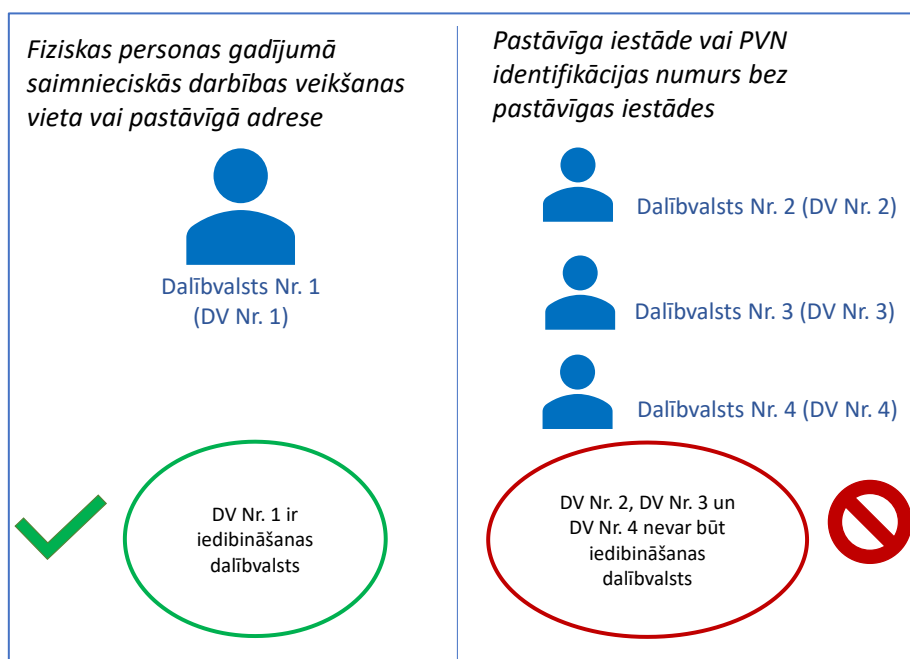 Fiziskas personas gadījumā
saimnieciskās darbības veikšanas
vieta vai pastāvīgā adrese
Dalībvalsts Nr. 1
(DV Nr. 1)
DV Nr. 1 ir
iedibināšanas
dalībvalsts
Pastāvīga iestāde vai PVN
identifikācijas numurs bez
pastāvīgas iestādes
Dalībvalsts Nr. 2 (DV Nr. 2)
Dalībvalsts Nr. 3 (DV Nr. 3)
Dalībvalsts Nr. 4 (DV Nr. 4)
DV Nr. 2, DV Nr. 3 un
DV Nr. 4 nevar būt
iedibināšanas
dalībvalsts